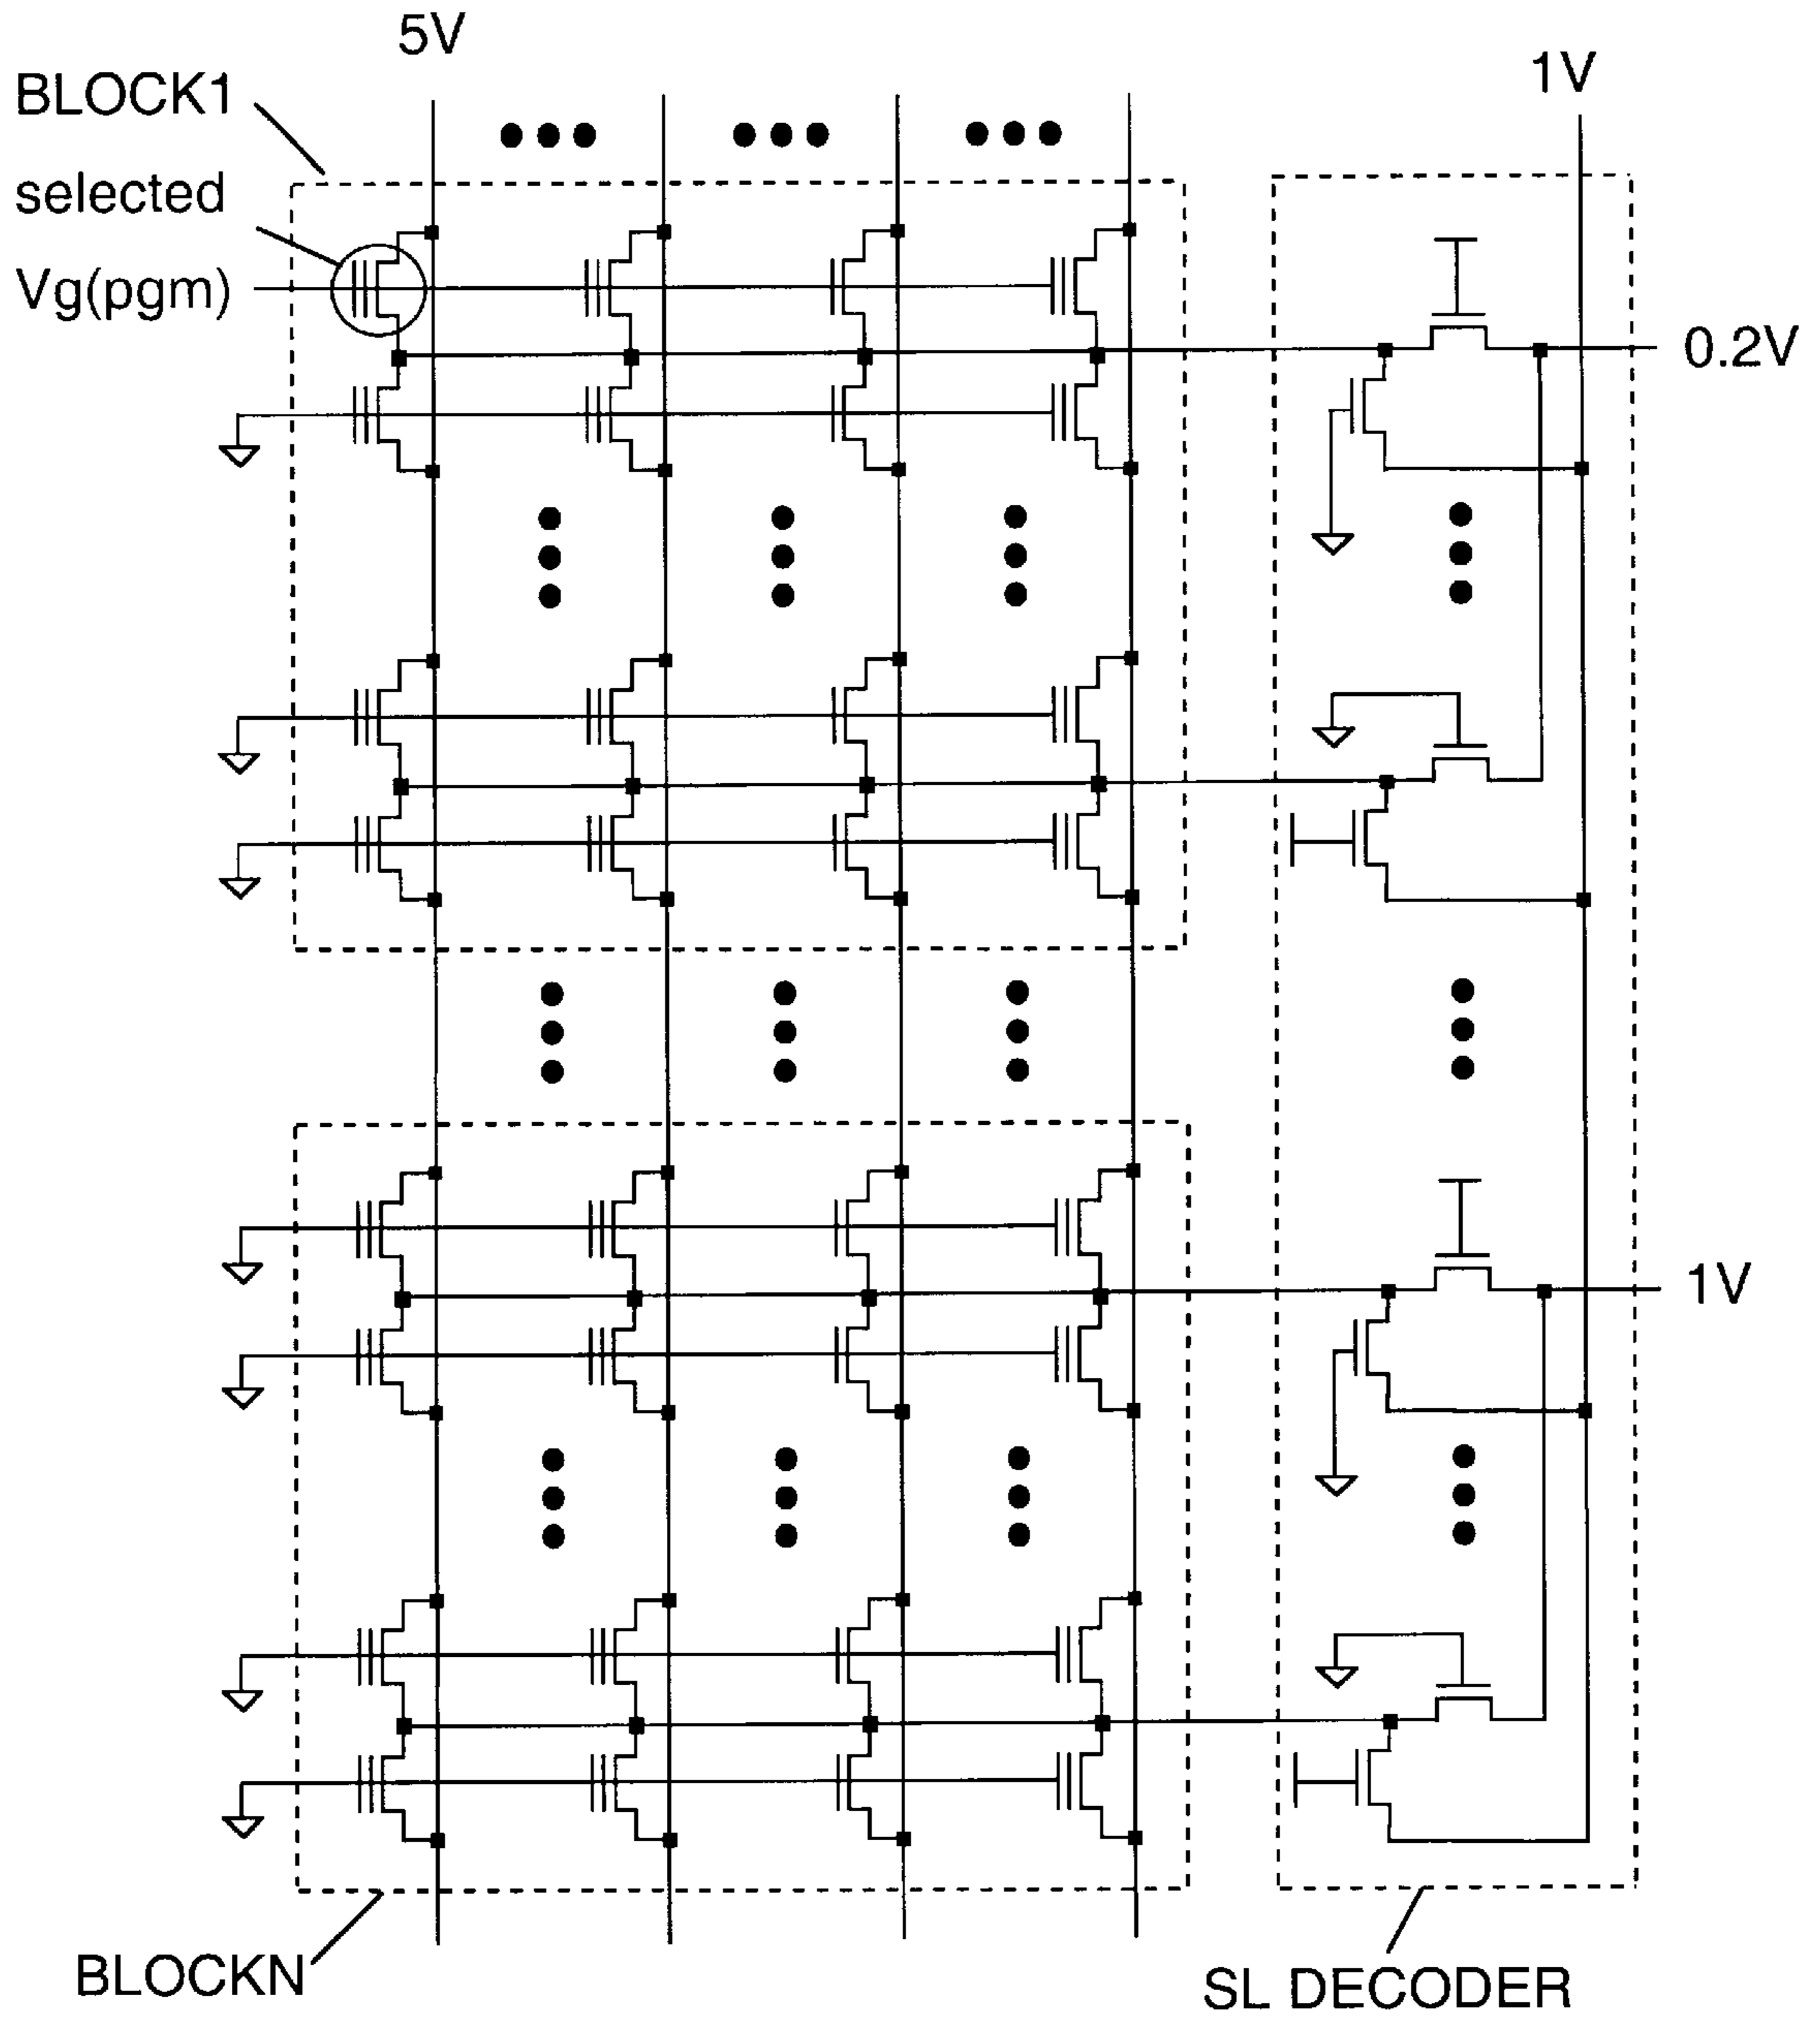 5V
1V
BLOCK1
selected
Vg(pgm)
0.2V
1V
BLOCKN
SL DECODER